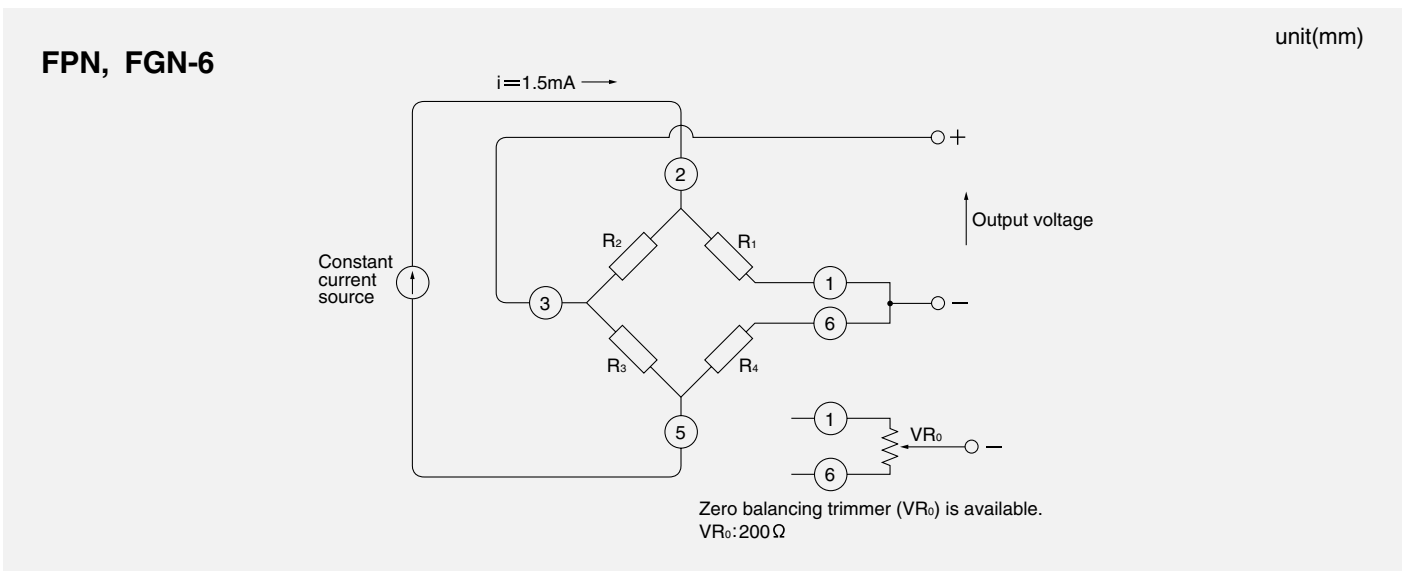 unit(mm)
FPN, FGN-6
i=1.5mA
+
2
Output voltage
R₂
R₁
Constant
current
source
1
3
−
6
R₃
R₄
1
5
VR₀
−
6
Zero balancing trimmer (VR₀) is available.
VR₀:200Ω